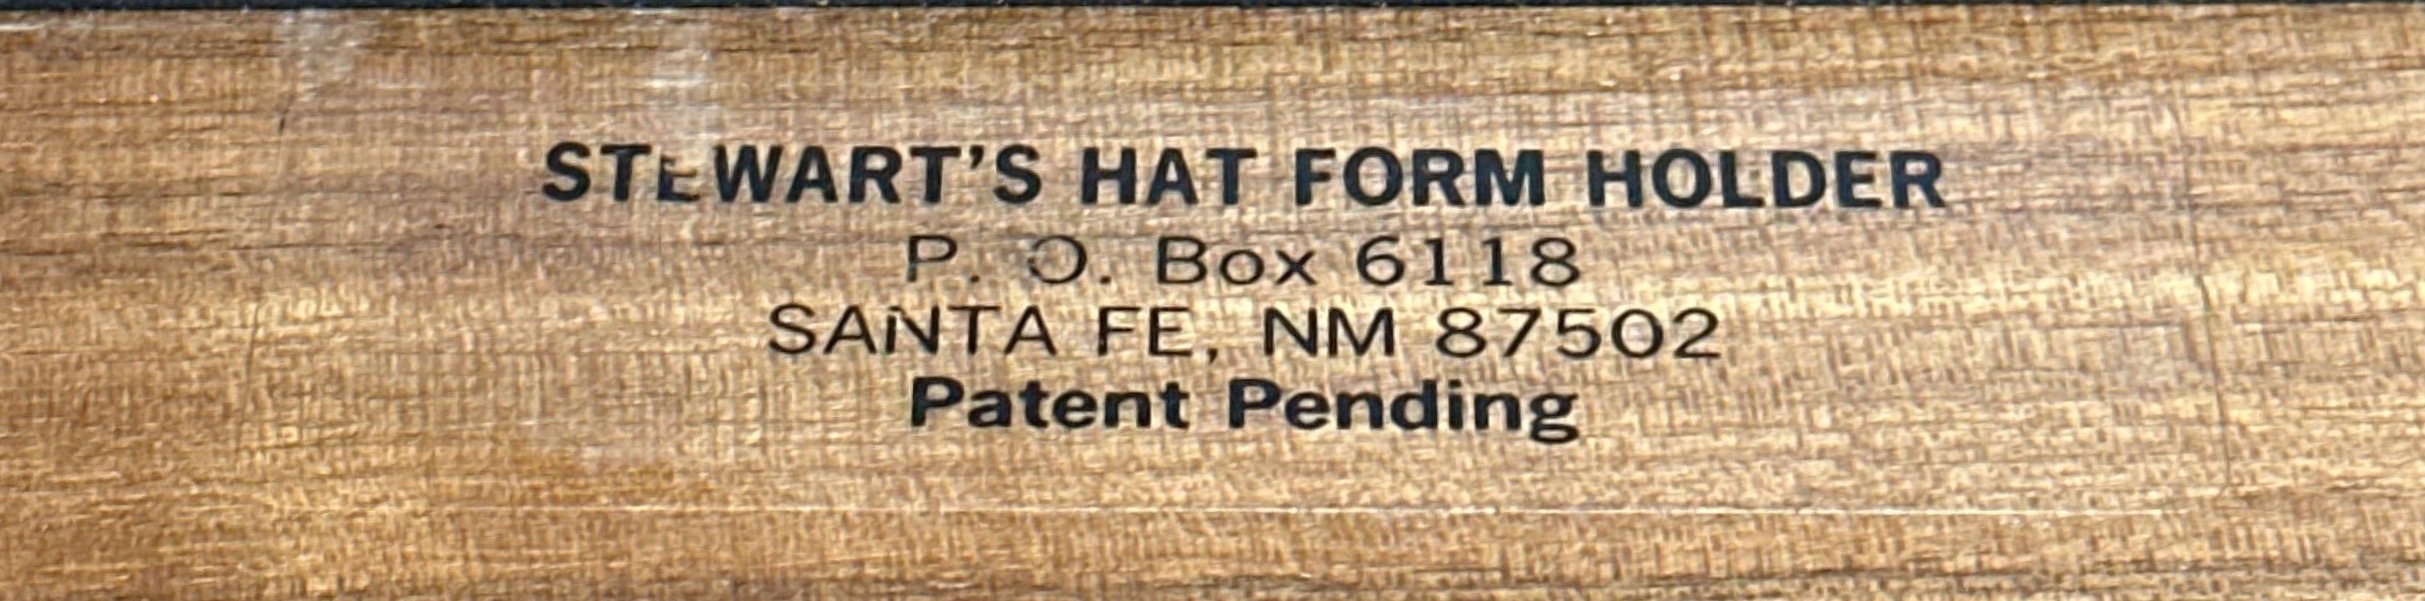 STEWART'S HAT FORM HOLDER
P. O. Box 6118
SANTA FE, NM 87502
Patent Pending